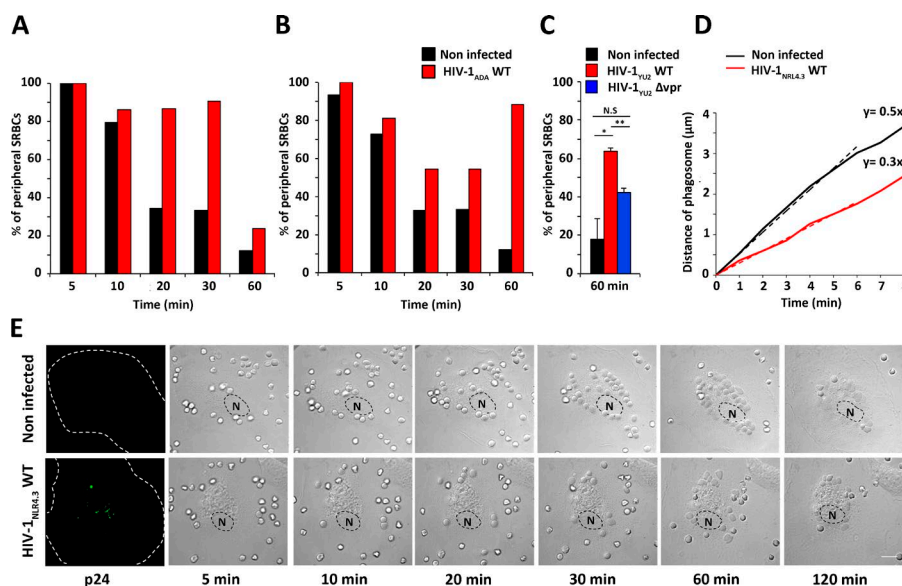 A
B
C
D
Non infected
HIV-1ADA WT
Non infected
HIV-1YU2 WT
HIV-1YU2 Δvpr
Non infected
HIV-1NRL4.3 WT
% of peripheral SRBCs
100
80
60
40
20
0
5 10 20 30 60
Time (min)
% of peripheral SRBCs
100
80
60
40
20
0
5 10 20 30 60
Time (min)
% of peripheral SRBCs
100
80
60
40
20
0
N.S
* **
60 min
Distance of phagosome (µm)
4
3
2
1
0
y= 0.5x
y= 0.3x
0 1 2 3 4 5 6 7
Time (min)
E
Non infected
N N N N N N
HIV-1NLR4.3 WT
N N N N N N
p24 5 min 10 min 20 min 30 min 60 min 120 min